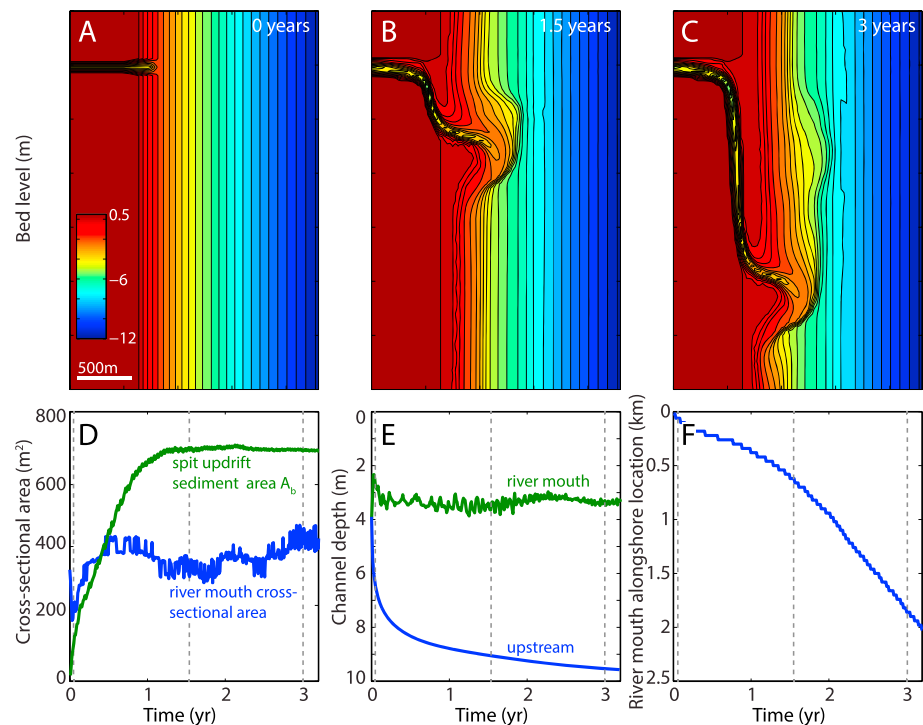 A
0 years
B
1.5 years
C
3 years
Bed level (m)
0.5
−6
−12
500m
D
Cross-sectional area (m²)
800
600
400
200
0
spit updrift
sediment area Ab
river mouth cross-
sectional area
0
1
2
3
Time (yr)
E
Channel depth (m)
0
2
4
6
8
10
river mouth
upstream
0
1
2
3
Time (yr)
F
River mouth alongshore location (km)
0
0.5
1
1.5
2
2.5
0
1
2
3
Time (yr)